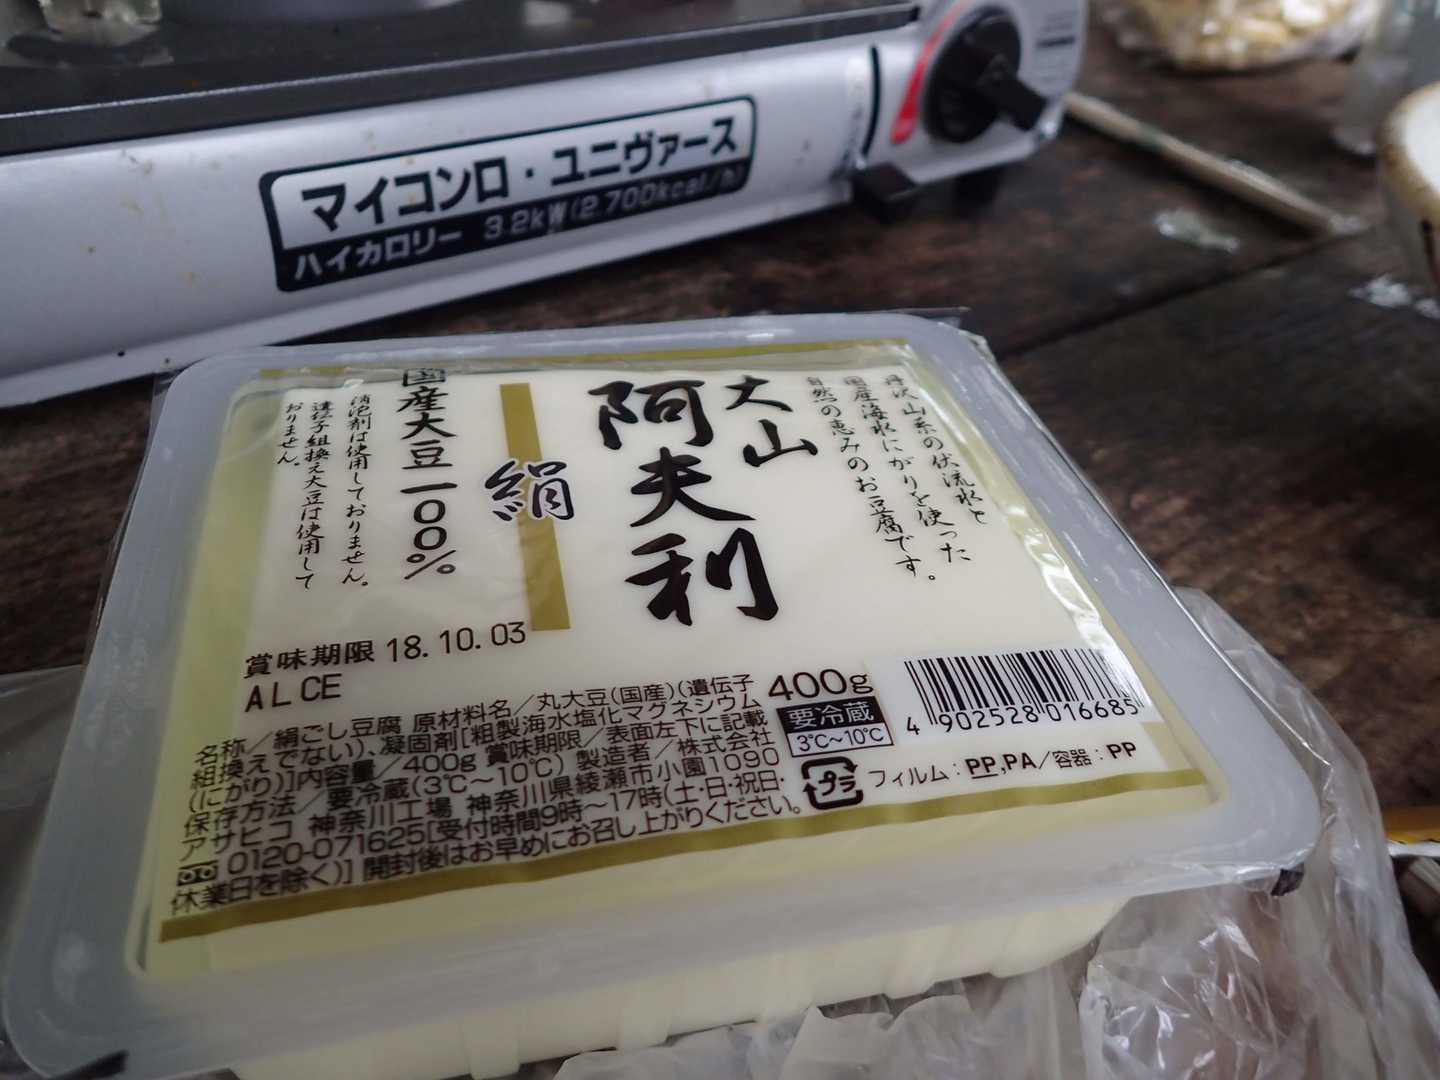 マイコンロ・ユニヴァース
ハイカロリー 3.2kW(2.700kcal/h)
丹沢山系の伏流水と
国産海水にがりを使った
自然の恵みのお豆腐です。
大山
阿夫利
絹
国産大豆一〇〇%
消泡剤は使用しておりません。
遺伝子組換え大豆は使用して
おりません。
賞味期限 18.10.03
ALCE
名称/絹ごし豆腐 原材料名/丸大豆(国産)(遺伝子
組換えでない)、凝固剤[粗製海水塩化マグネシウム
(にがり)]内容量/400g 賞味期限/表面左下に記載
保存方法/要冷蔵(3℃~10℃) 製造者/株式会社
アサヒコ 神奈川工場 神奈川県綾瀬市小園1090
0120-071625[受付時間9時~17時(土・日・祝日・
休業日を除く)] 開封後はお早めにお召し上がりください。
400g
要冷蔵
3℃~10℃
4 902528 016685
プラ
フィルム:PP,PA/容器:PP